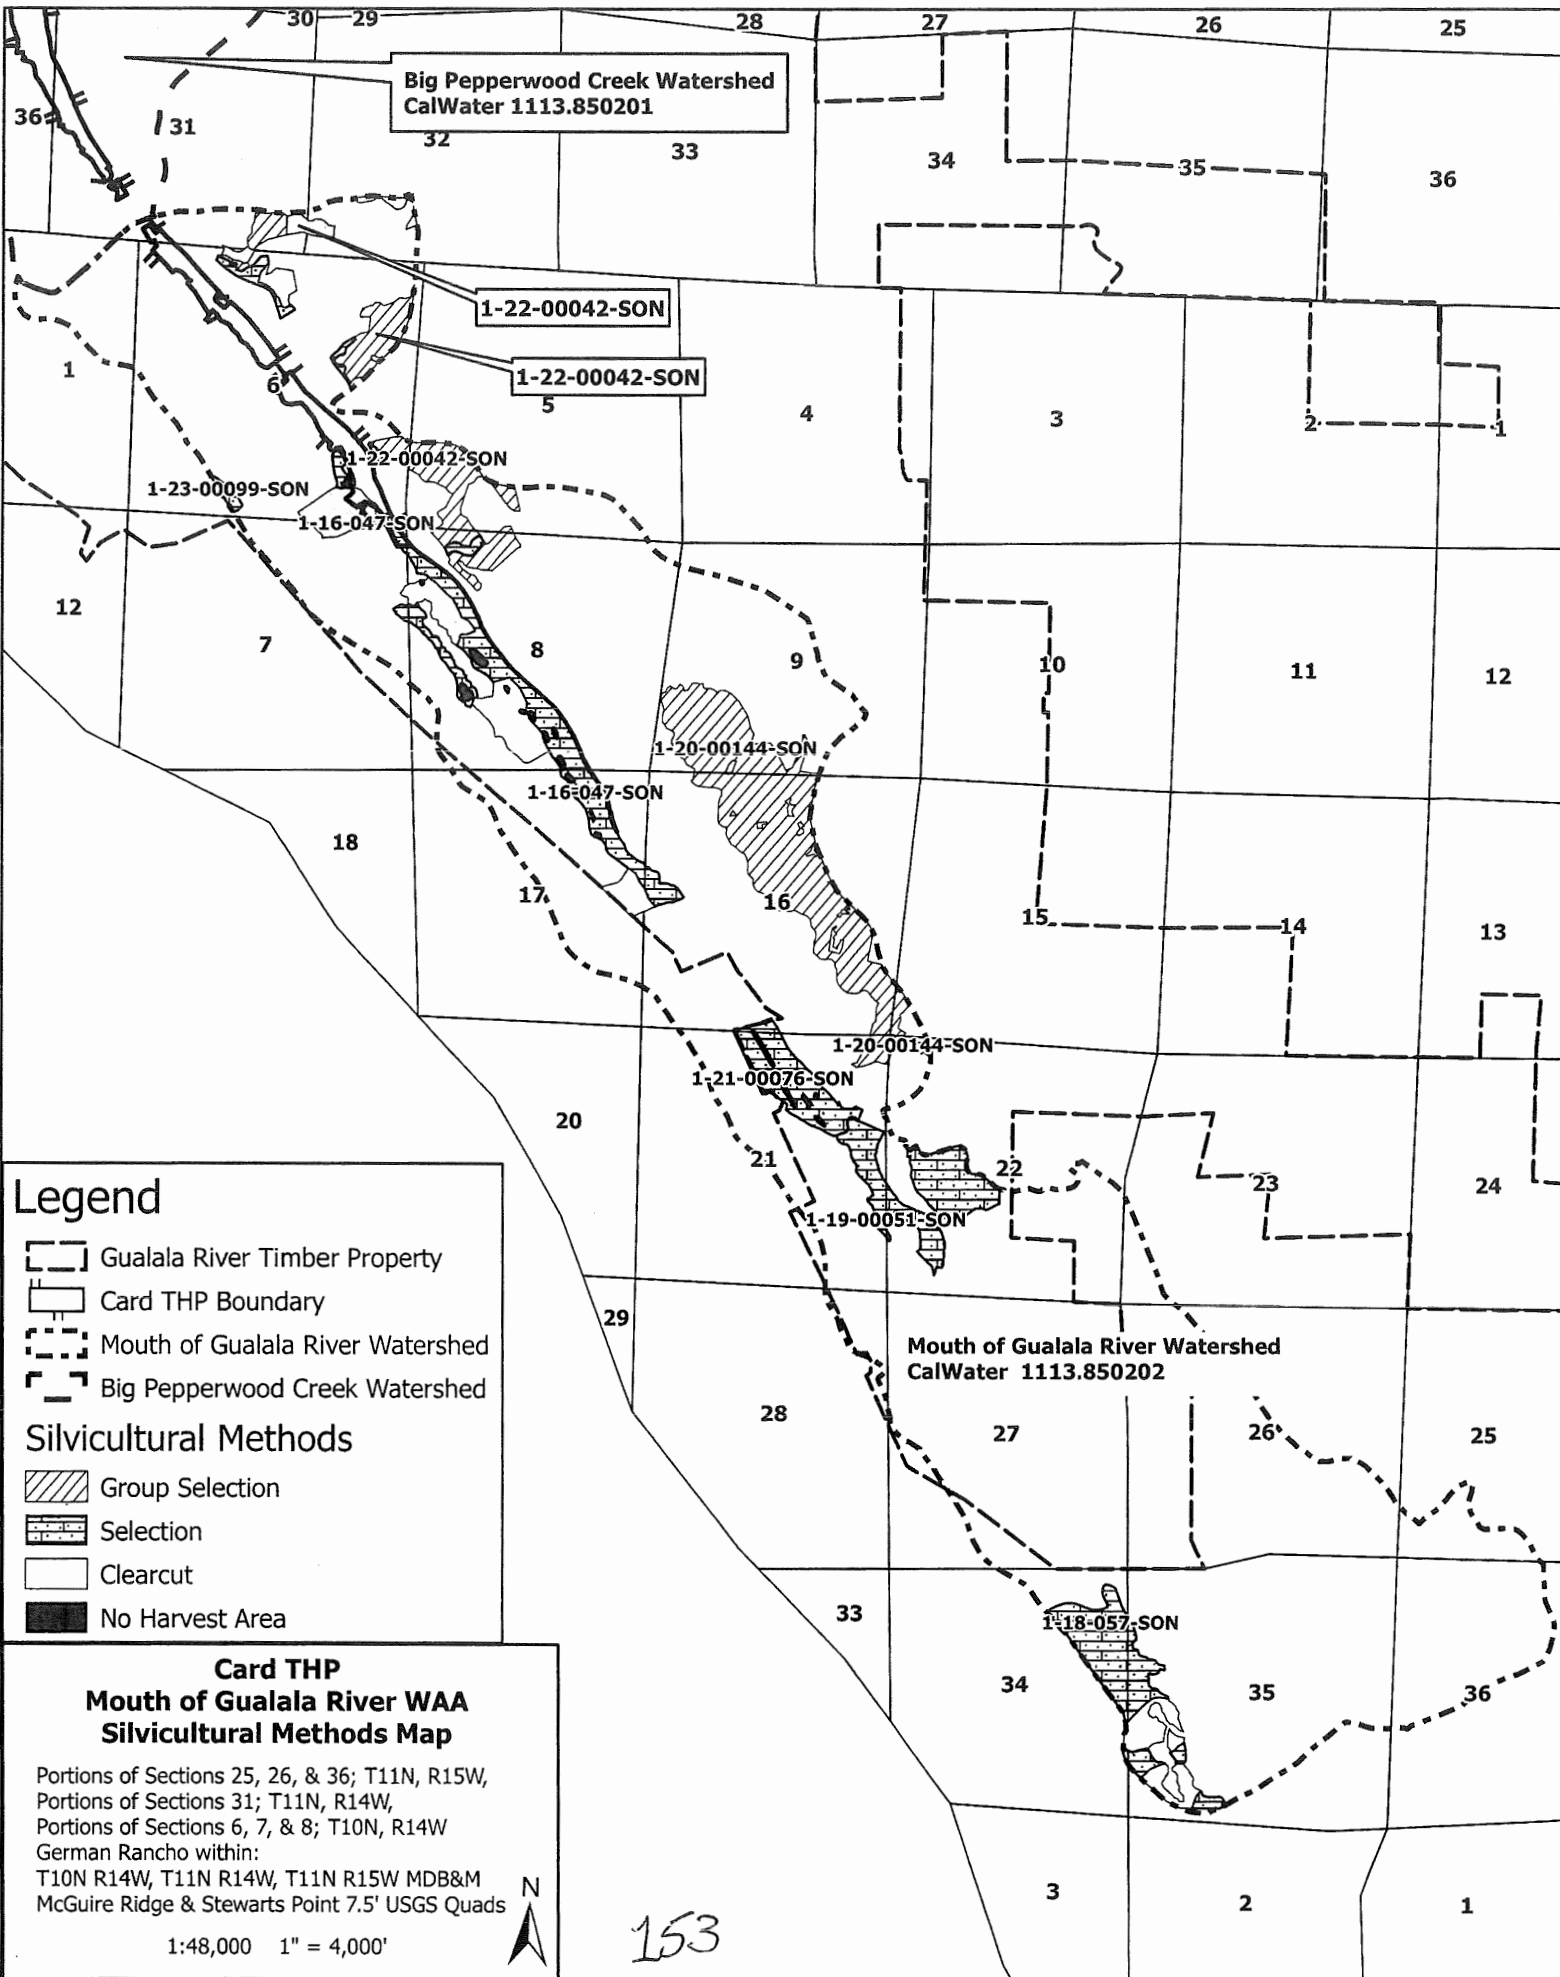 30 29 28 27 26 25
Big Pepperwood Creek Watershed
CalWater 1113.850201
36 31 32 33 34 35 36
1-22-00042-SON
1-22-00042-SON
1 6 5 4 3 2 1
1-22-00042-SON
1-23-00099-SON
1-16-047-SON
12 7 8 9 10 11 12
1-20-00144-SON
1-16-047-SON
18 17 16 15 14 13
1-20-00144-SON
1-21-00076-SON
20 21 22 23 24
1-19-00051-SON
29
Mouth of Gualala River Watershed
CalWater 1113.850202
28 27 26 25
1-18-057-SON
33 34 35 36
3 2 1
Legend
Gualala River Timber Property
Card THP Boundary
Mouth of Gualala River Watershed
Big Pepperwood Creek Watershed
Silvicultural Methods
Group Selection
Selection
Clearcut
No Harvest Area
Card THP
Mouth of Gualala River WAA
Silvicultural Methods Map
Portions of Sections 25, 26, & 36; T11N, R15W,
Portions of Sections 31; T11N, R14W,
Portions of Sections 6, 7, & 8; T10N, R14W
German Rancho within:
T10N R14W, T11N R14W, T11N R15W MDB&M
McGuire Ridge & Stewarts Point 7.5' USGS Quads
N
1:48,000 1" = 4,000'
153